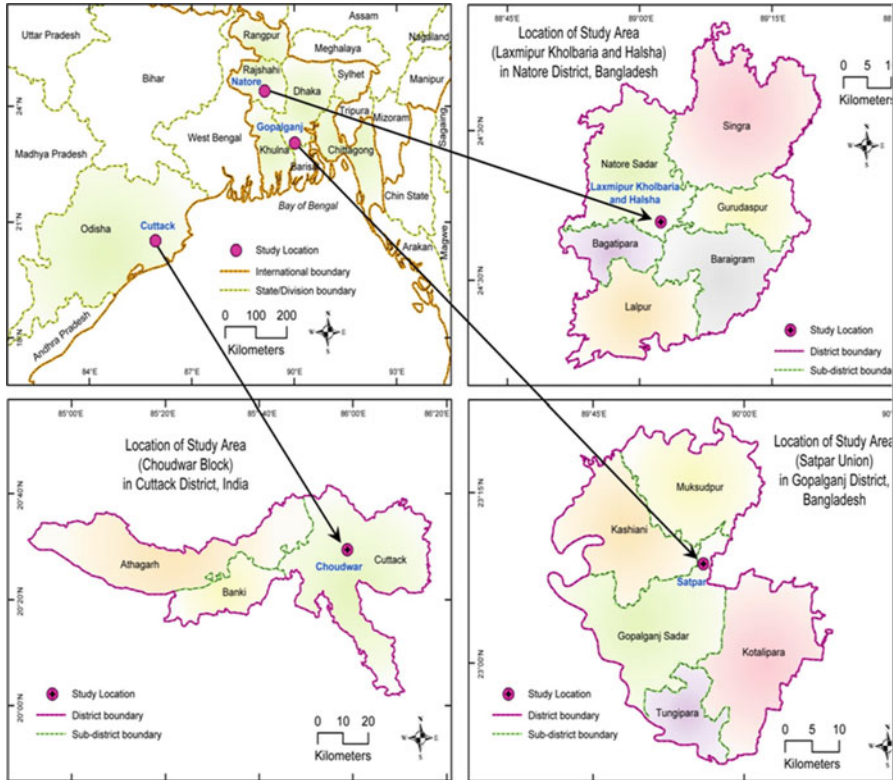 Uttar Pradesh
Bihar
Rangpur
Assam
Meghalaya
Nagaland
Rajshahi
Natore
Sylhet
Manipur
Dhaka
Tripura
Mizoram
Sagaing
West Bengal
Gopalganj
Khulna
Barisal
Chittagong
Madhya Pradesh
Chin State
Bay of Bengal
Odisha
Cuttack
Arakan
Magwe
Andhra Pradesh
Study Location
International boundary
State/Division boundary
0 100 200
Kilometers
N
W E
S
24°N
21°N
18°N
84°E
87°E
90°E
93°E
88°45'E
89°00'E
89°15'E
Location of Study Area
(Laxmipur Kholbaria and Halsha)
in Natore District, Bangladesh
0 5 1
Kilometers
24°30'N
Singra
Natore Sadar
Laxmipur Kholbaria
and Halsha
Gurudaspur
Bagatipara
Baraigram
24°30'N
Lalpur
Study Location
District boundary
Sub-district bounda
85°00'E
85°20'E
85°40'E
86°00'E
86°20'E
Location of Study Area
(Choudwar Block)
in Cuttack District, India
20°40'N
20°20'N
20°00'N
Athagarh
Banki
Choudwar
Cuttack
Study Location
District boundary
Sub-district boundary
0 10 20
Kilometers
N
W E
S
89°45'E
90°00'E
90
Location of Study Area
(Satpar Union)
in Gopalganj District,
Bangladesh
23°15'N
23°00'N
Muksudpur
Kashiani
Satpar
Gopalganj Sadar
Kotalipara
Tungipara
Study Location
District boundary
Sub-district boundary
0 5 10
Kilometers